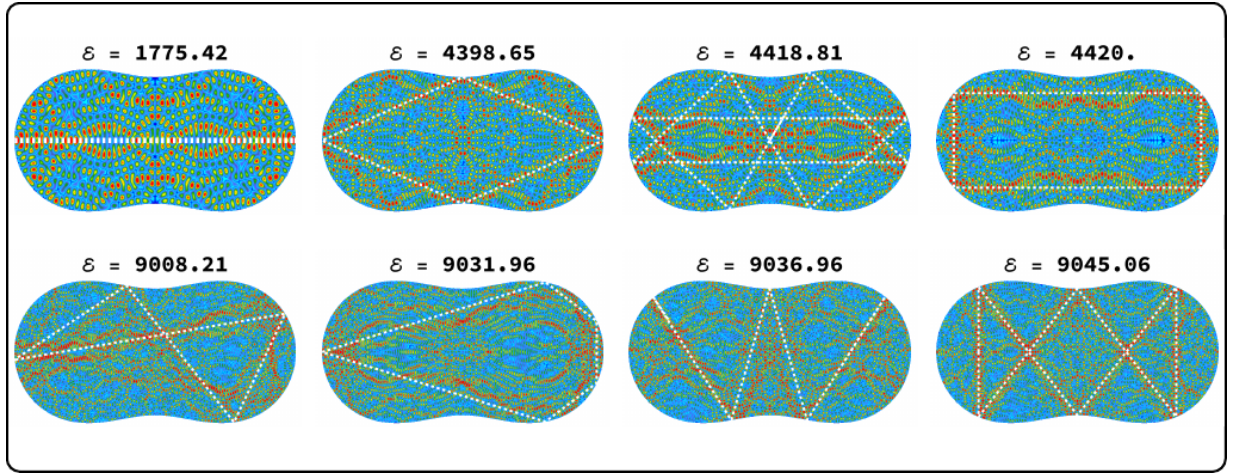 ℰ = 1775.42
ℰ = 4398.65
ℰ = 4418.81
ℰ = 4420.
ℰ = 9008.21
ℰ = 9031.96
ℰ = 9036.96
ℰ = 9045.06